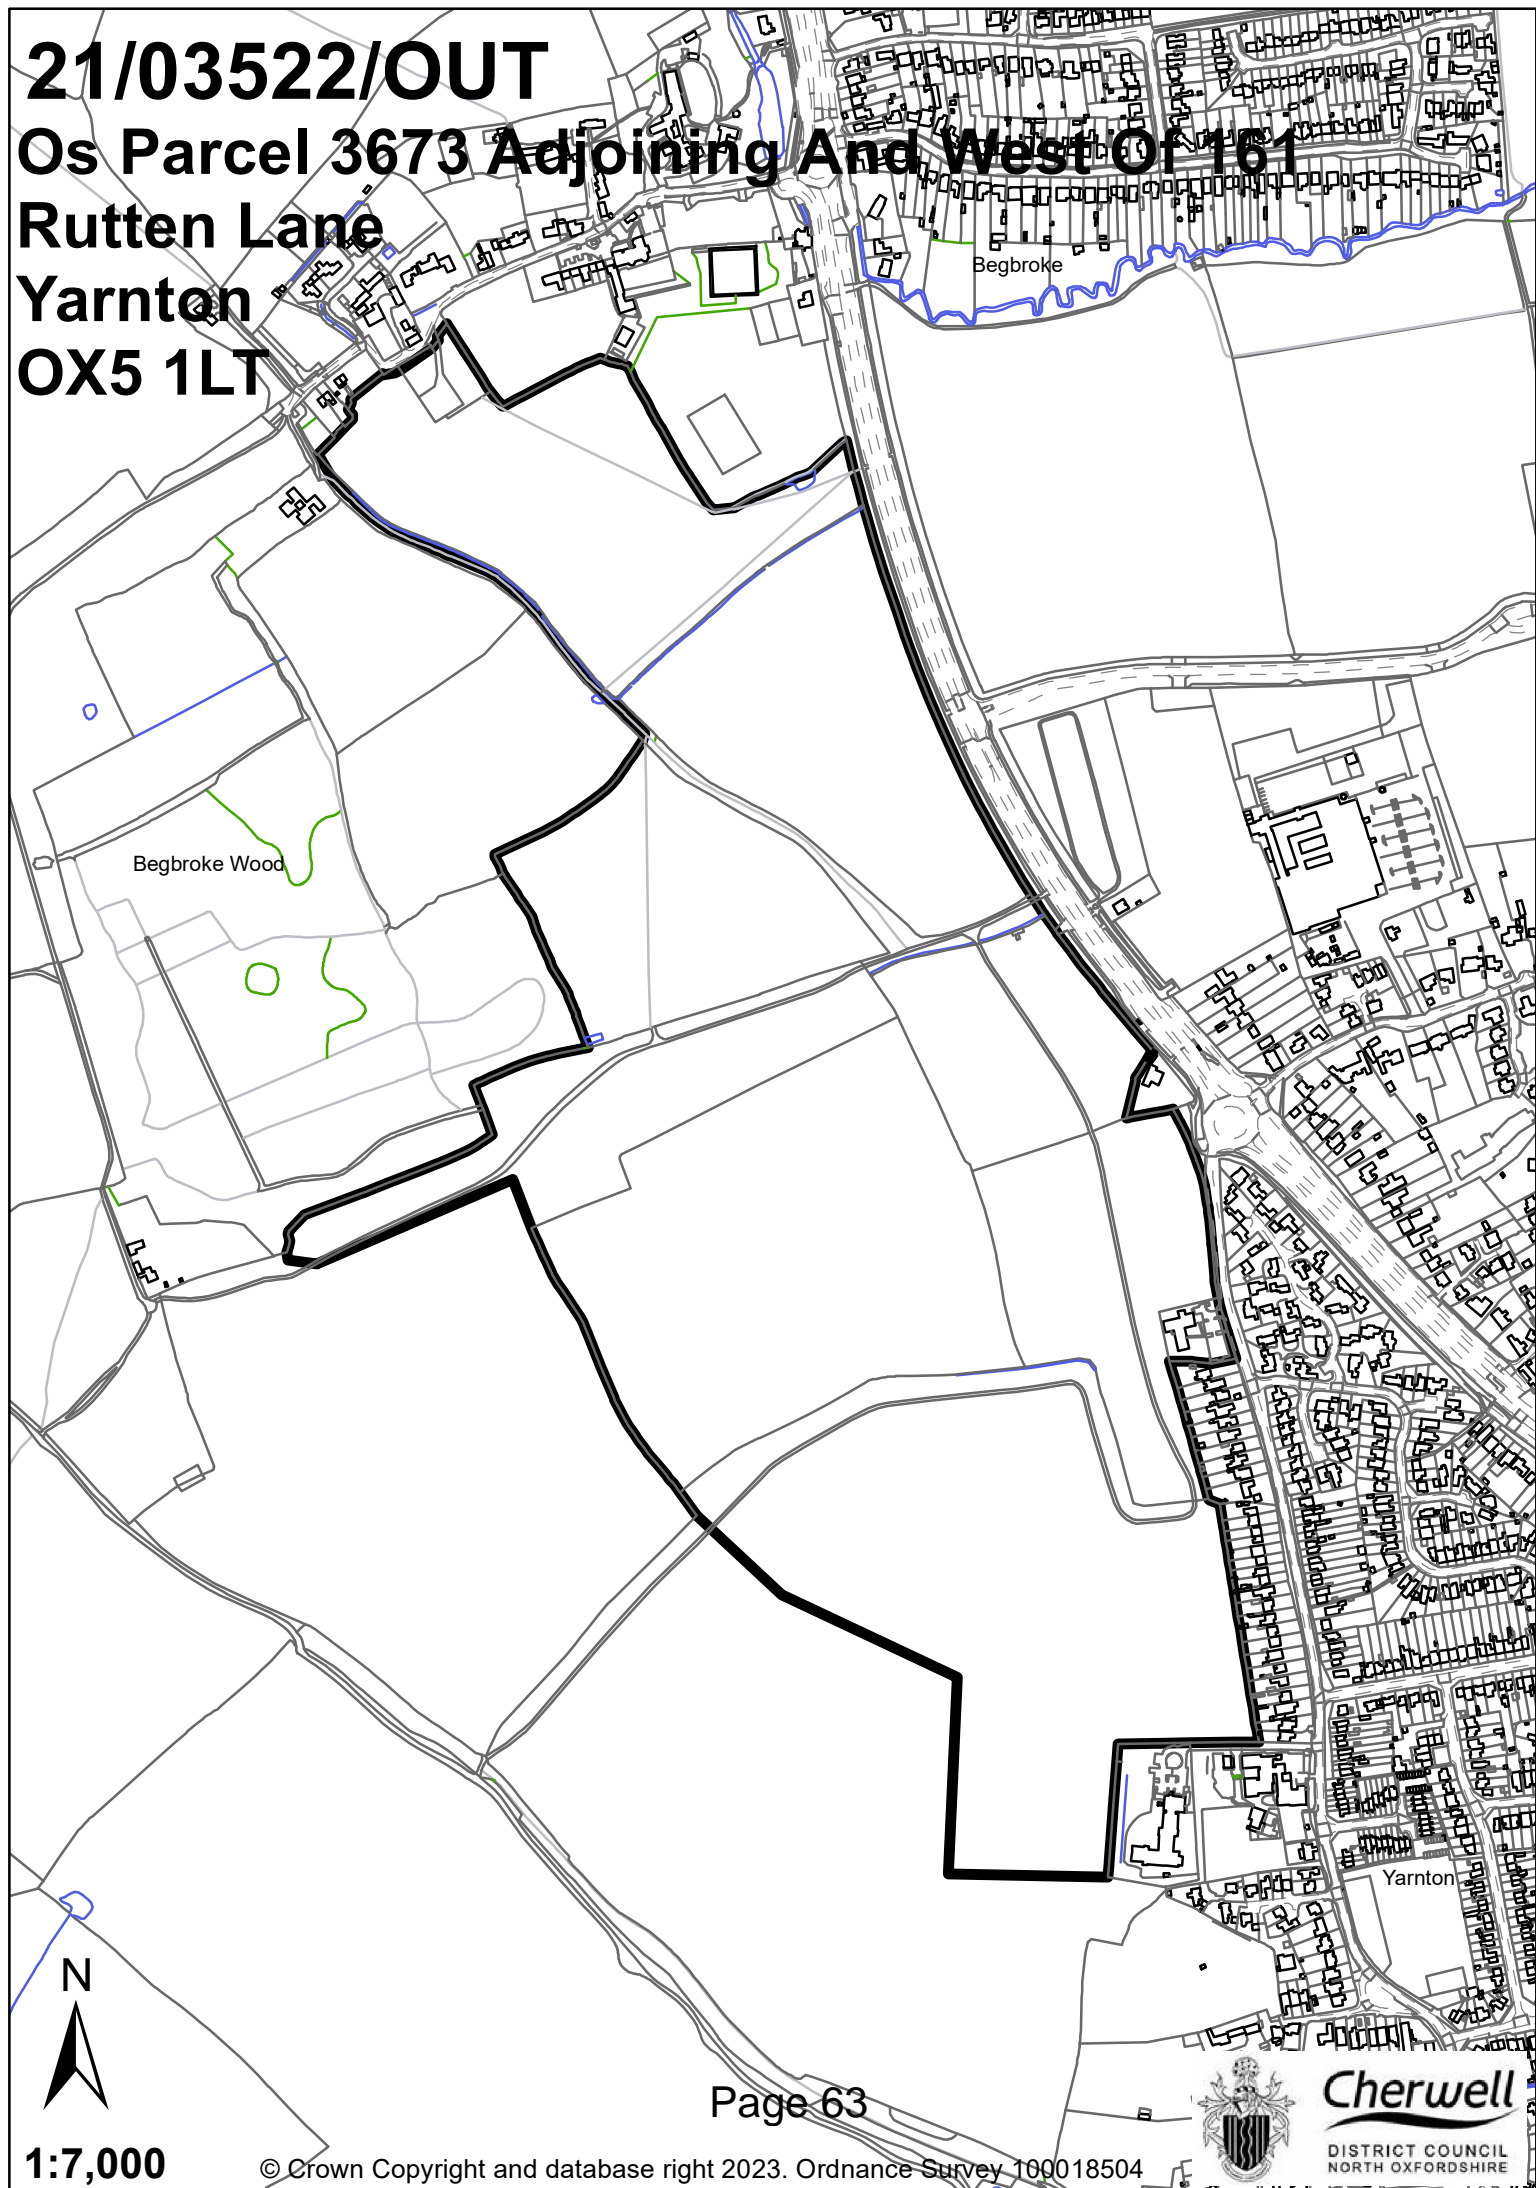 21/03522/OUT
Os Parcel 3673 Adjoining And West Of 161
Rutten Lane
Yarnton
OX5 1LT
Begbroke
Begbroke Wood
Yarnton
N
Page 63
1:7,000
© Crown Copyright and database right 2023. Ordnance Survey 100018504
Cherwell
DISTRICT COUNCIL
NORTH OXFORDSHIRE